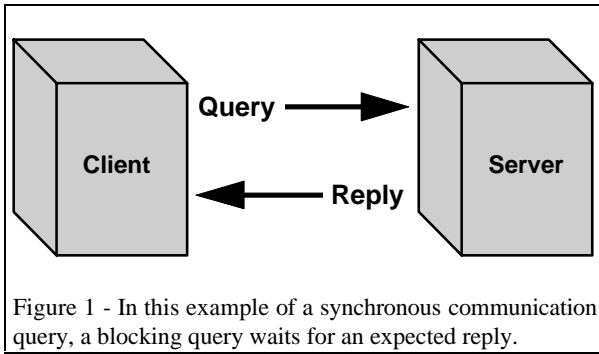 Query
Client
Server
Reply
Figure 1 - In this example of a synchronous communication
query, a blocking query waits for an expected reply.